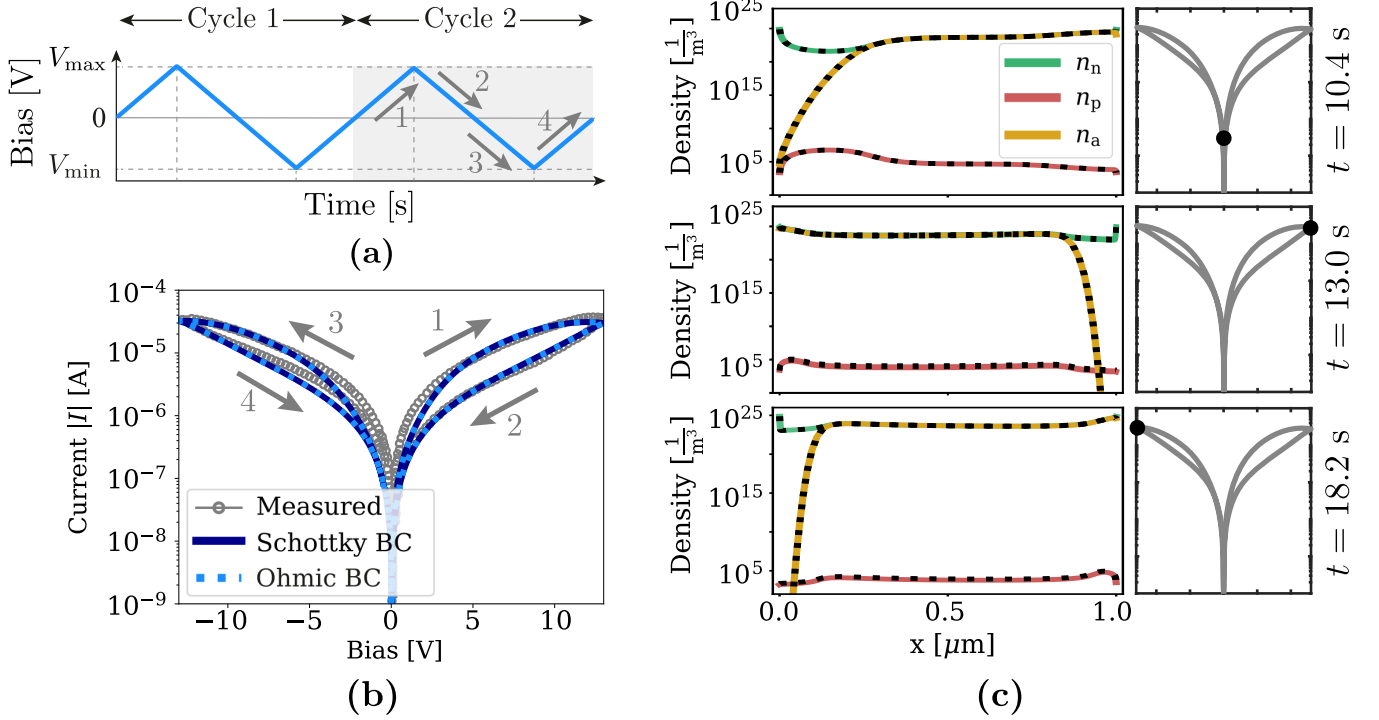 Cycle 1 Cycle 2
Bias [V]
V_max
0
V_min
1
2
3
4
Time [s]
(a)
Current |I| [A]
10^−4
10^−5
10^−6
10^−7
10^−8
10^−9
3
1
4
2
Measured
Schottky BC
Ohmic BC
−10 −5 0 5 10
Bias [V]
(b)
Density [1/m^3]
10^25
10^15
10^5
n_n
n_p
n_a
t = 10.4 s
Density [1/m^3]
10^25
10^15
10^5
t = 13.0 s
Density [1/m^3]
10^25
10^15
10^5
t = 18.2 s
0.0 0.5 1.0
x [μm]
(c)